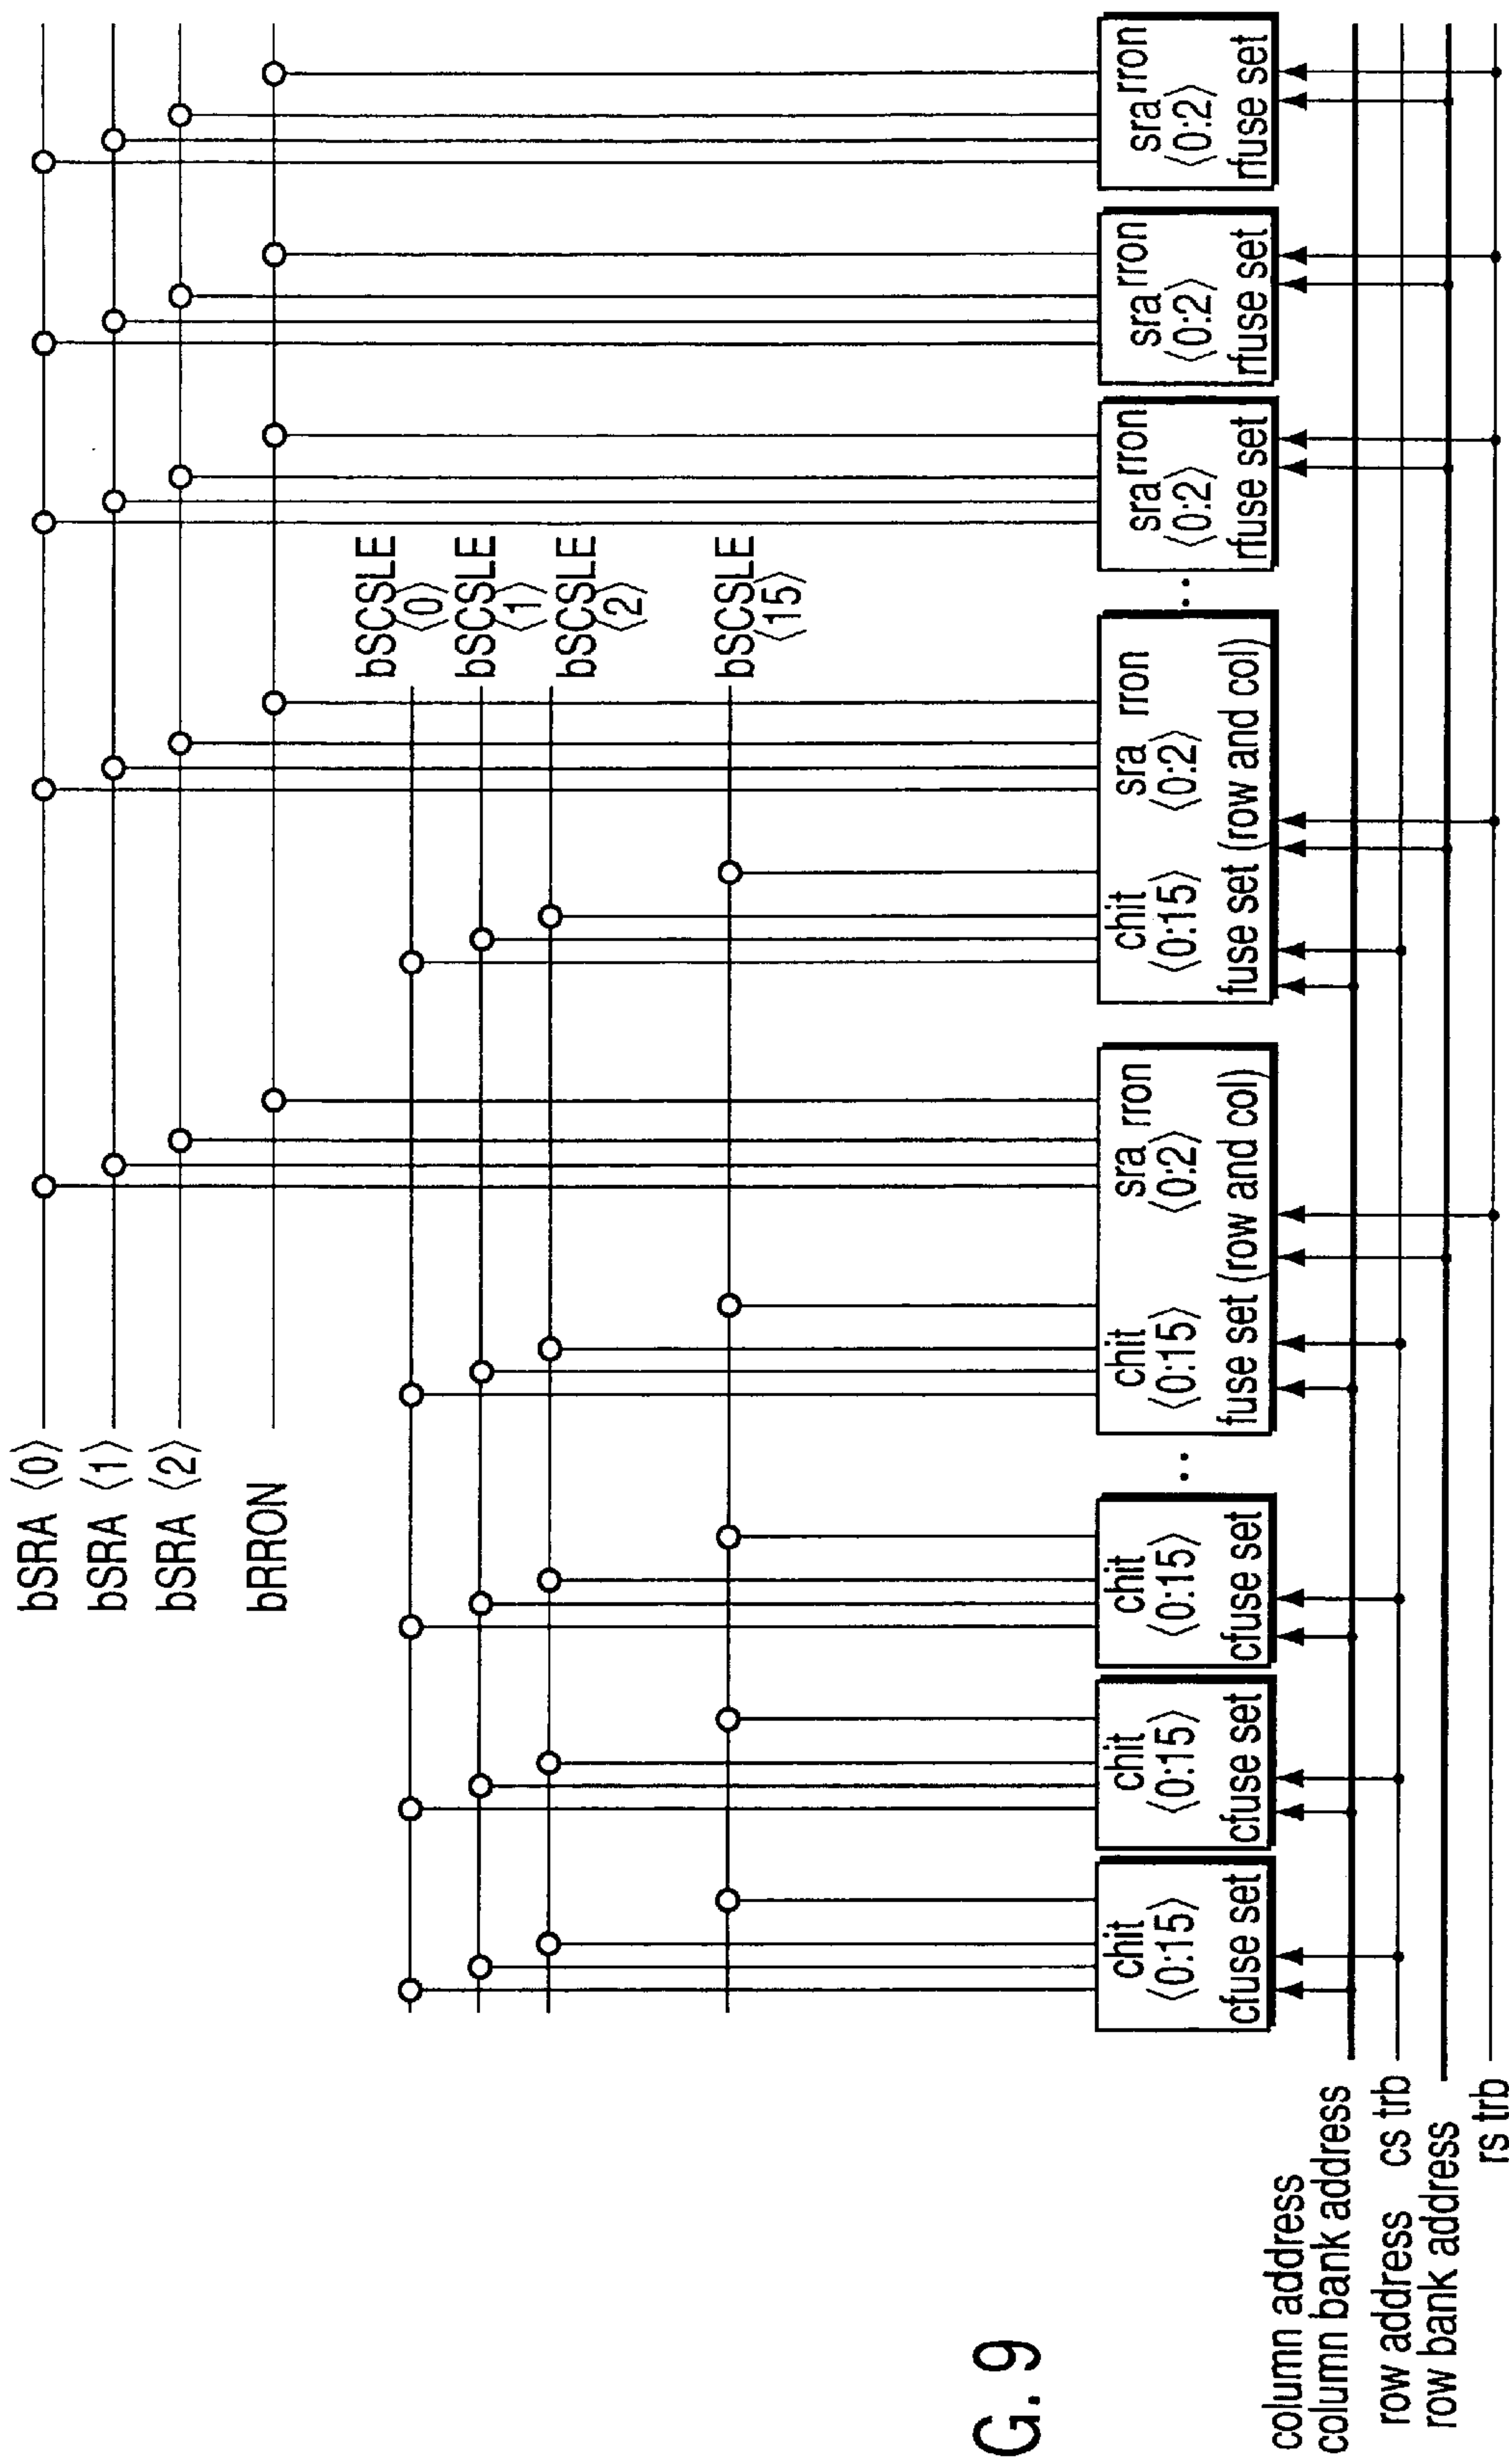 bSRA ⟨0⟩
bSRA ⟨1⟩
bSRA ⟨2⟩
bRRON
bSCSLE
⟨0⟩
bSCSLE
⟨1⟩
bSCSLE
⟨2⟩
bSCSLE
⟨15⟩
chit
⟨0:15⟩
cfuse set
chit
⟨0:15⟩
cfuse set
chit
⟨0:15⟩
cfuse set
..
chit sra rron
⟨0:15⟩ ⟨0:2⟩
fuse set (row and col)
chit sra rron
⟨0:15⟩ ⟨0:2⟩
fuse set (row and col)
..
sra rron
⟨0:2⟩
rfuse set
sra rron
⟨0:2⟩
rfuse set
sra rron
⟨0:2⟩
rfuse set
column address
column bank address
row address cs trb
row bank address
rs trb
G. 9